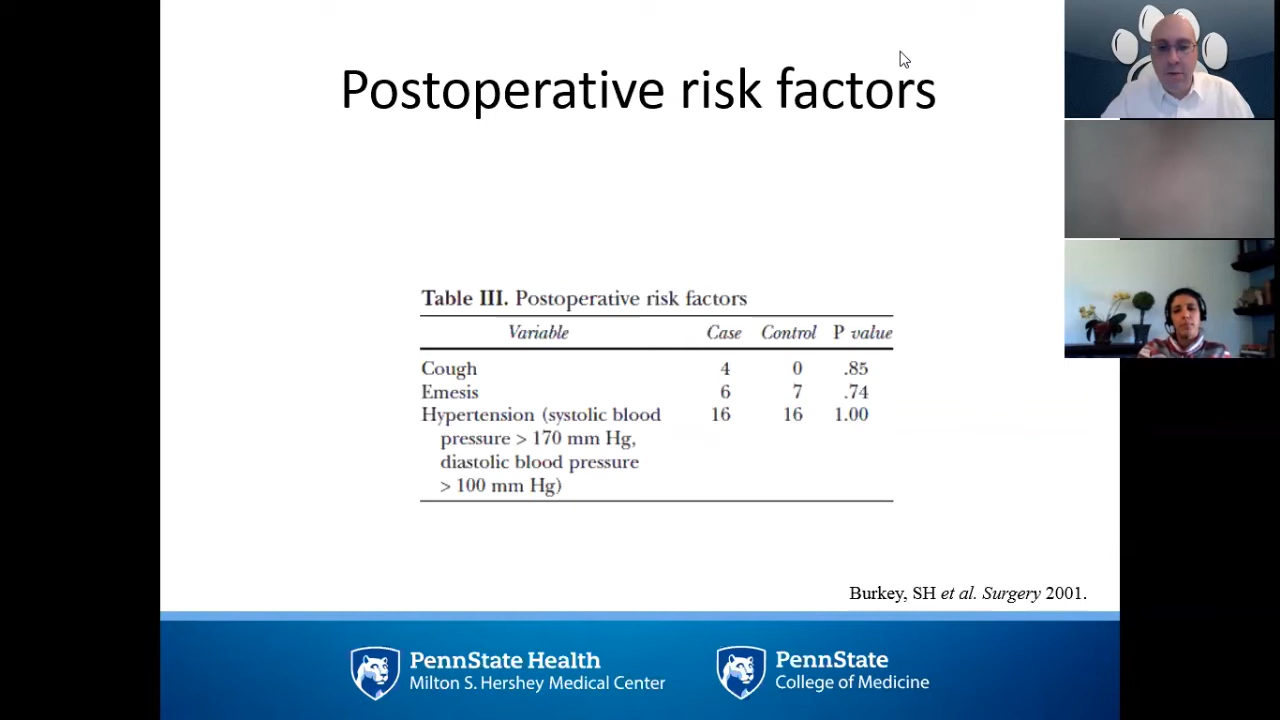 Postoperative risk factors
Table III. Postoperative risk factors
Variable Case Control P value
Cough 4 0 .85
Emesis 6 7 .74
Hypertension (systolic blood 16 16 1.00
pressure > 170 mm Hg,
diastolic blood pressure
> 100 mm Hg)
Burkey, SH et al. Surgery 2001.
PennState Health
Milton S. Hershey Medical Center
PennState
College of Medicine